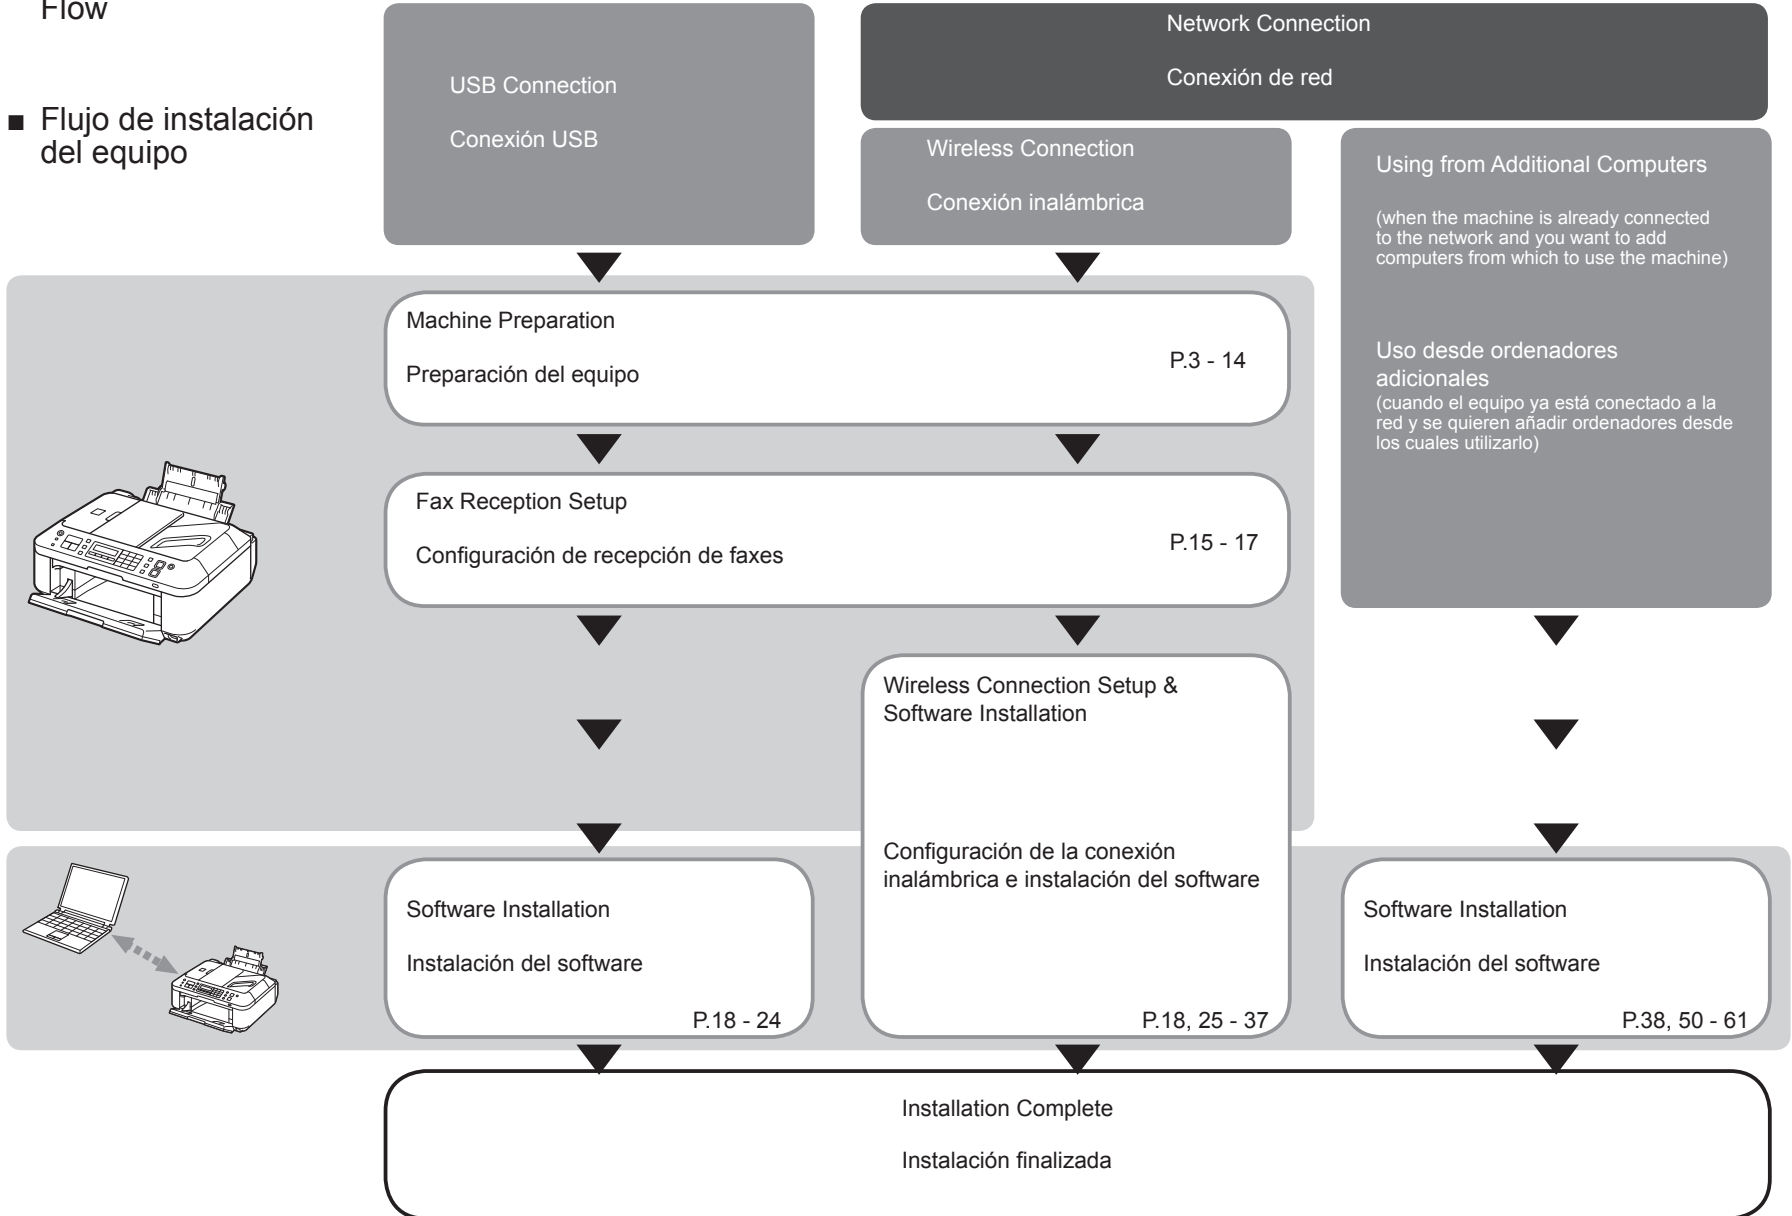 Flow
■ Flujo de instalación
del equipo
USB Connection
Conexión USB
Network Connection
Conexión de red
Wireless Connection
Conexión inalámbrica
Using from Additional Computers
(when the machine is already connected
to the network and you want to add
computers from which to use the machine)
Uso desde ordenadores
adicionales
(cuando el equipo ya está conectado a la
red y se quieren añadir ordenadores desde
los cuales utilizarlo)
Machine Preparation
Preparación del equipo
P.3 - 14
Fax Reception Setup
Configuración de recepción de faxes
P.15 - 17
Wireless Connection Setup &
Software Installation
Configuración de la conexión
inalámbrica e instalación del software
P.18, 25 - 37
Software Installation
Instalación del software
P.18 - 24
Software Installation
Instalación del software
P.38, 50 - 61
Installation Complete
Instalación finalizada